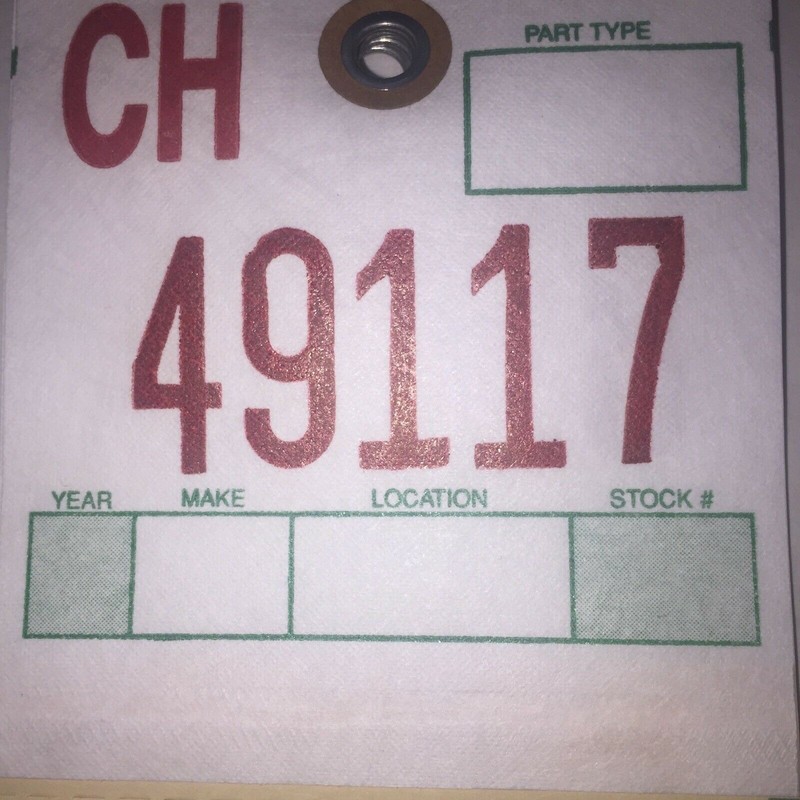 CH
PART TYPE
49117
YEAR MAKE LOCATION STOCK #